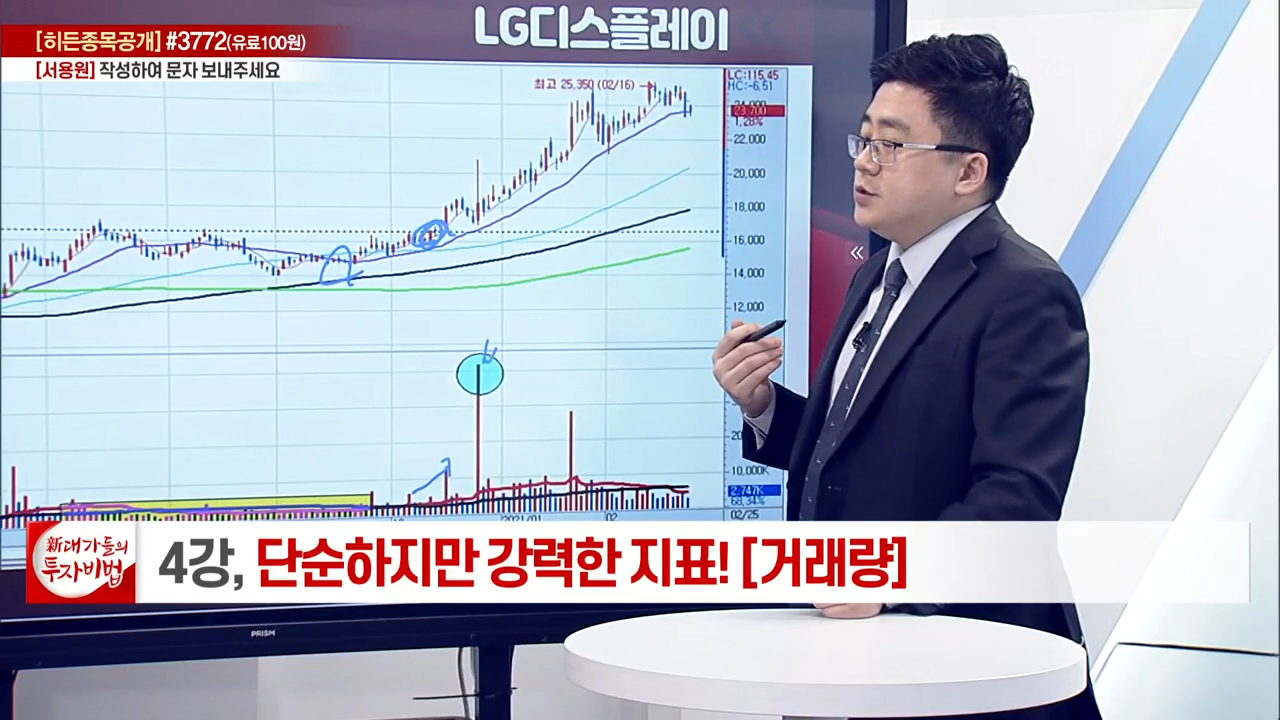 LG디스플레이
[히든종목공개] #3772(유료100원)
[서용원] 작성하여 문자 보내주세요
최고 25,350 (02/16)
LC:115.45
HC:-6.51
24,000
23,700
1.28%
22,000
20,000
18,000
16,000
14,000
12,000
10,000K
2,747K
68.34%
2021/01
02
02/25
新대가들의
투자비법
4강, 단순하지만 강력한 지표! [거래량]
PRISM